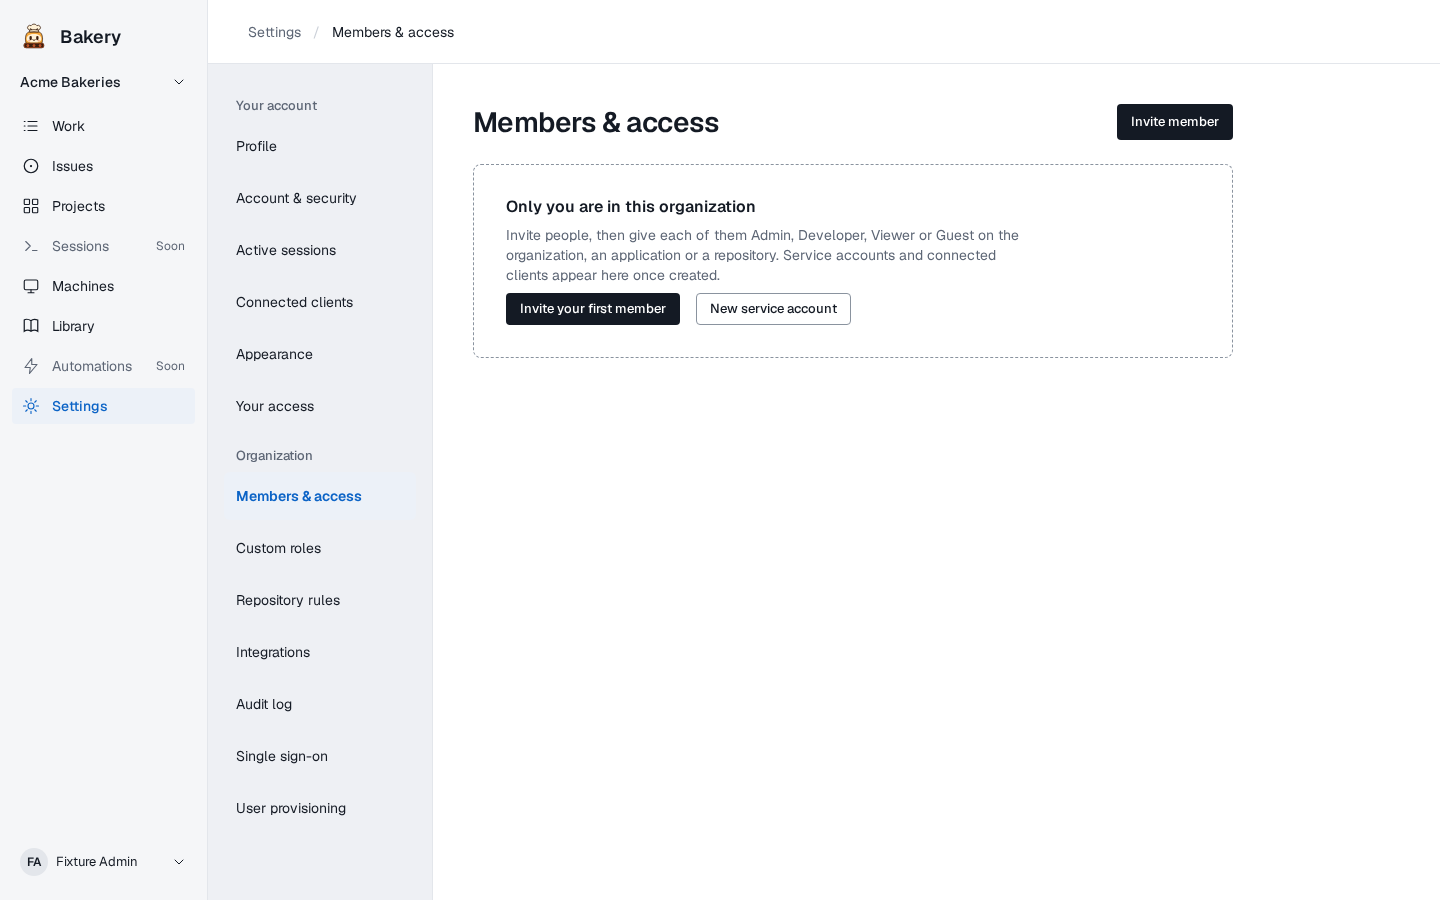 Bakery
Acme Bakeries
Work
Issues
Projects
Sessions Soon
Machines
Library
Automations Soon
Settings
FA Fixture Admin
Settings / Members & access
Your account
Profile
Account & security
Active sessions
Connected clients
Appearance
Your access
Organization
Members & access
Custom roles
Repository rules
Integrations
Audit log
Single sign-on
User provisioning
Members & access
Invite member
Only you are in this organization
Invite people, then give each of them Admin, Developer, Viewer or Guest on the
organization, an application or a repository. Service accounts and connected
clients appear here once created.
Invite your first member
New service account